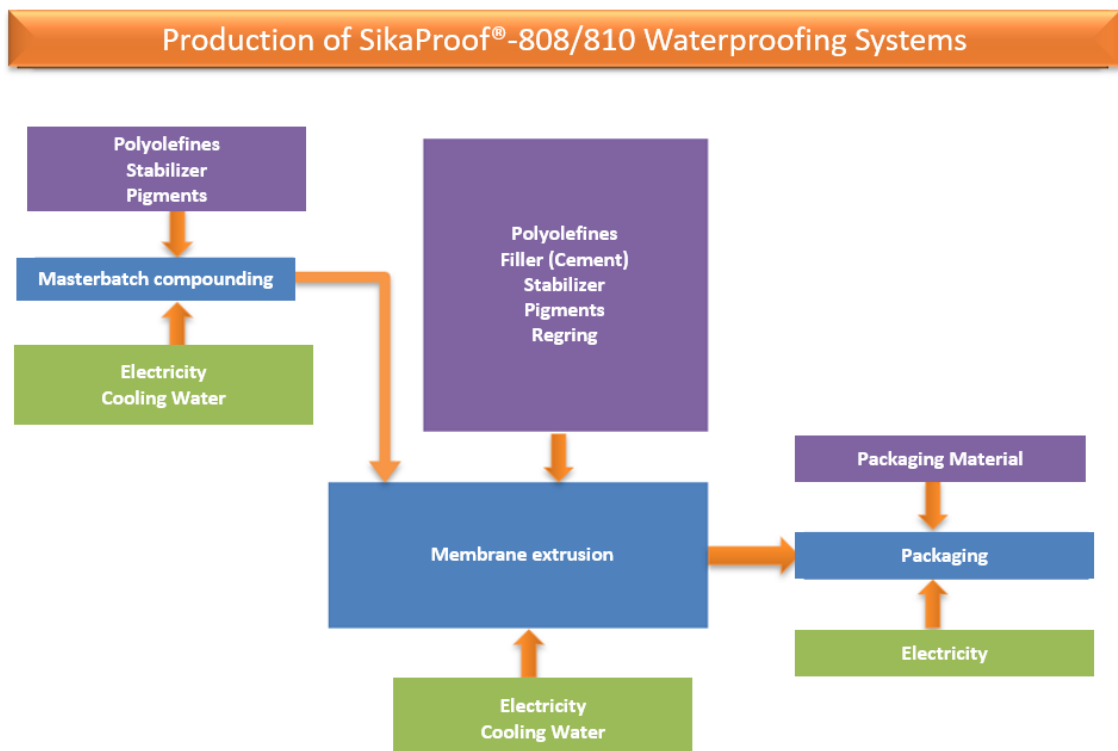 Production of SikaProof®-808/810 Waterproofing Systems
Polyolefines
Stabilizer
Pigments
Masterbatch compounding
Electricity
Cooling Water
Polyolefines
Filler (Cement)
Stabilizer
Pigments
Regring
Membrane extrusion
Electricity
Cooling Water
Packaging Material
Packaging
Electricity